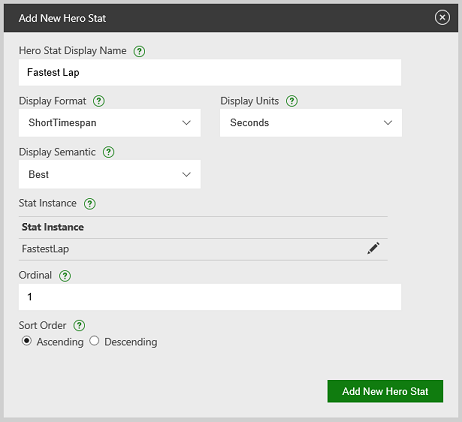 Add New Hero Stat
Hero Stat Display Name ?
Fastest Lap
Display Format ? Display Units ?
ShortTimespan Seconds
Display Semantic ?
Best
Stat Instance ?
Stat Instance
FastestLap
Ordinal ?
1
Sort Order ?
Ascending Descending
Add New Hero Stat